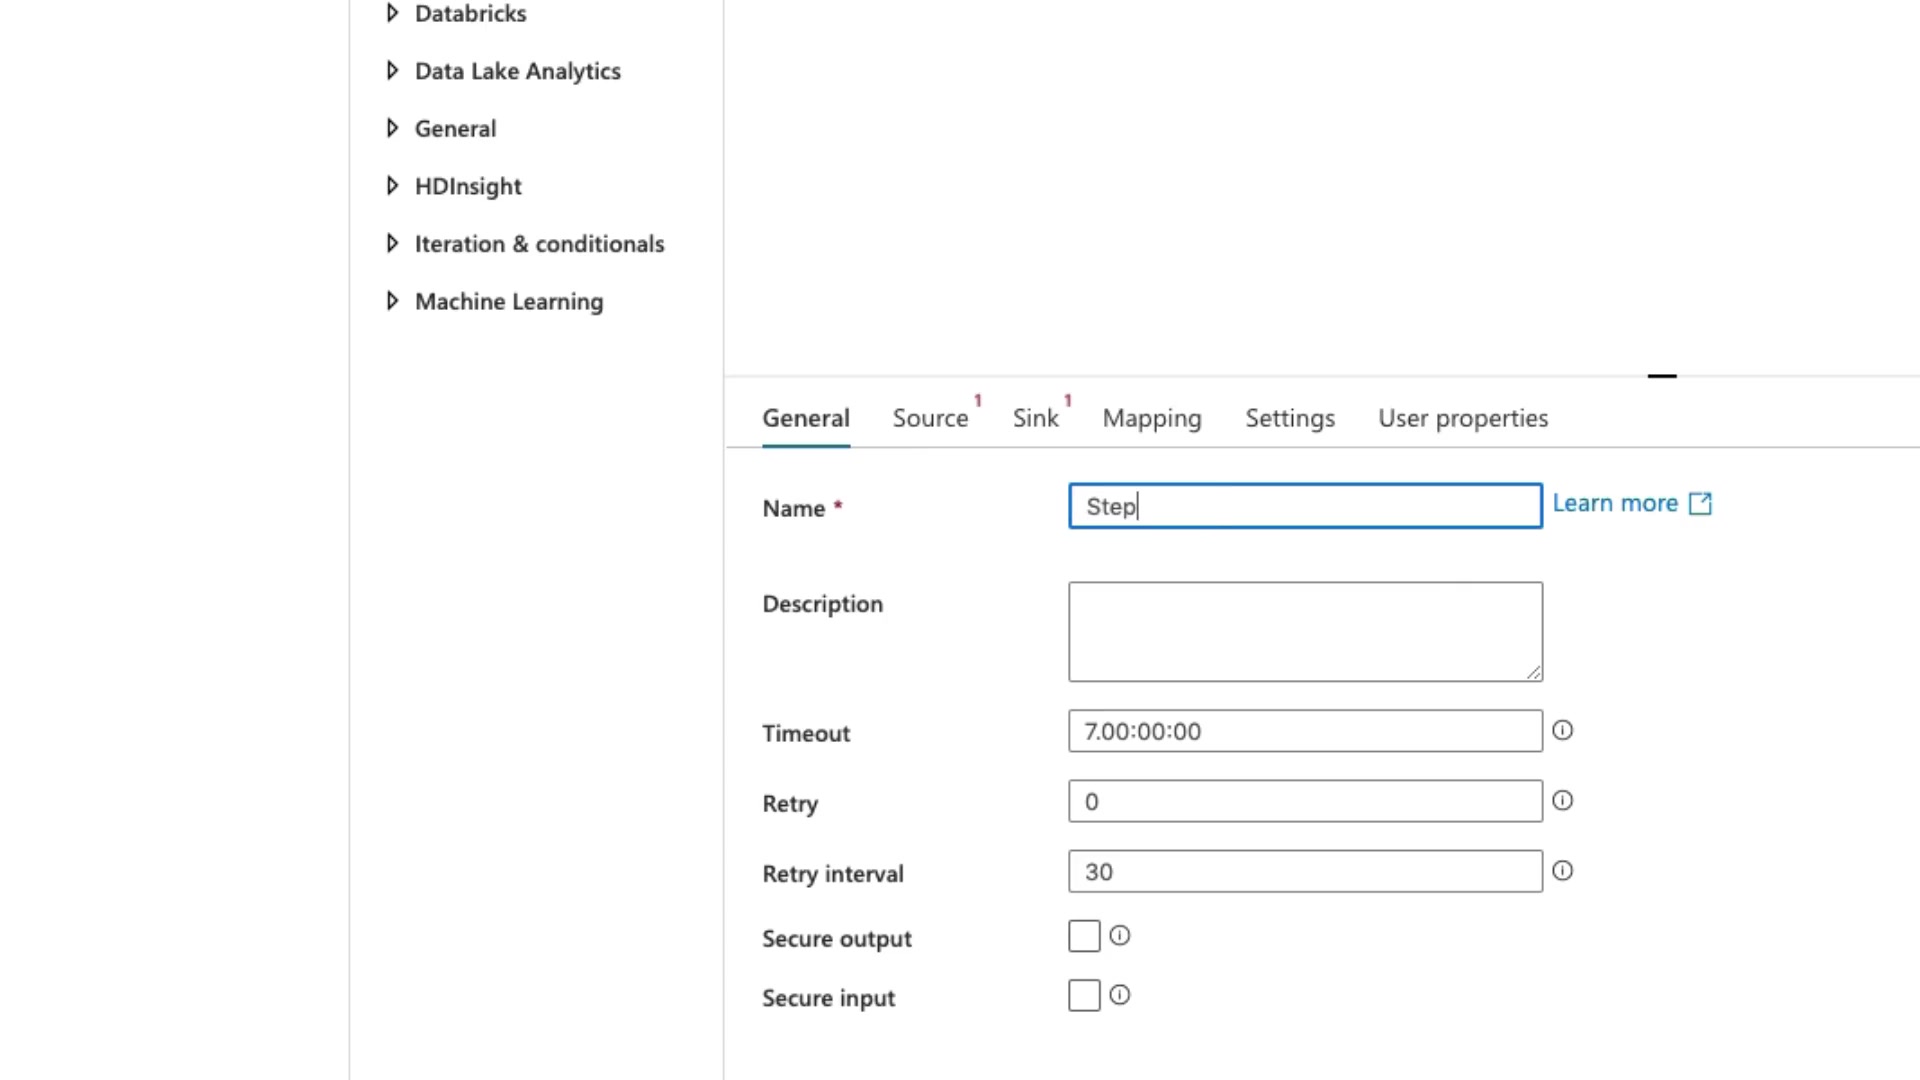 Databricks
Data Lake Analytics
General
HDInsight
Iteration & conditionals
Machine Learning
General Source 1 Sink 1 Mapping Settings User properties
Name * Step Learn more
Description
Timeout 7.00:00:00
Retry 0
Retry interval 30
Secure output
Secure input